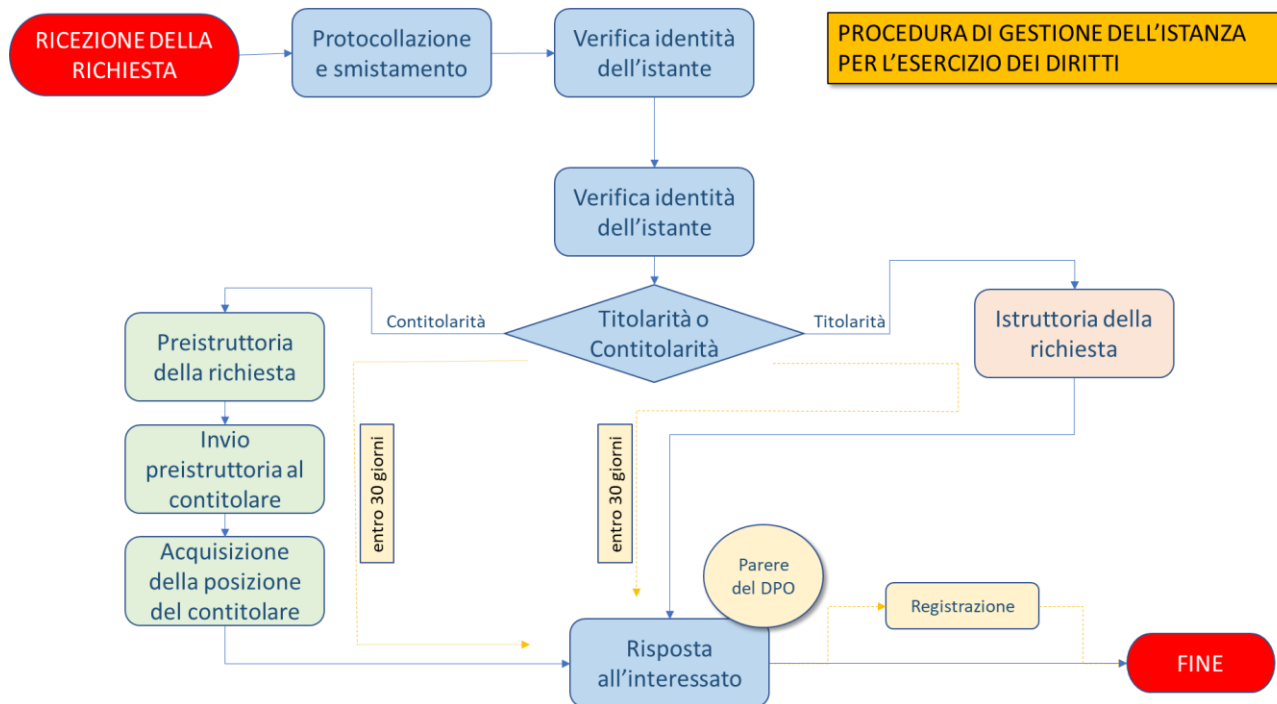 RICEZIONE DELLA
RICHIESTA
Protocollazione
e smistamento
Verifica identità
dell'istante
PROCEDURA DI GESTIONE DELL'ISTANZA
PER L'ESERCIZIO DEI DIRITTI
Verifica identità
dell'istante
Contitolarità
Titolarità o
Contitolarità
Titolarità
Istruttoria della
richiesta
Preistruttoria
della richiesta
Invio
preistruttoria al
contitolare
entro 30 giorni
entro 30 giorni
Acquisizione
della posizione
del contitolare
Parere
del DPO
Registrazione
Risposta
all'interessato
FINE